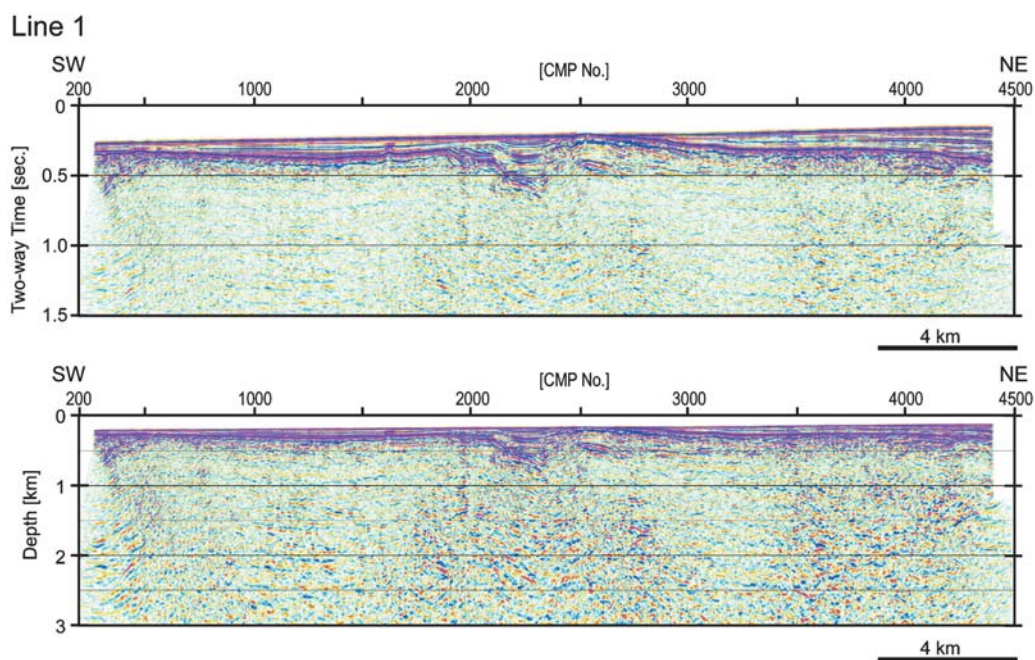 Line 1
SW [CMP No.] NE
200 1000 2000 3000 4000 4500
0
0.5
1.0
1.5
Two-way Time [sec.]
4 km
SW [CMP No.] NE
200 1000 2000 3000 4000 4500
0
1
2
3
Depth [km]
4 km